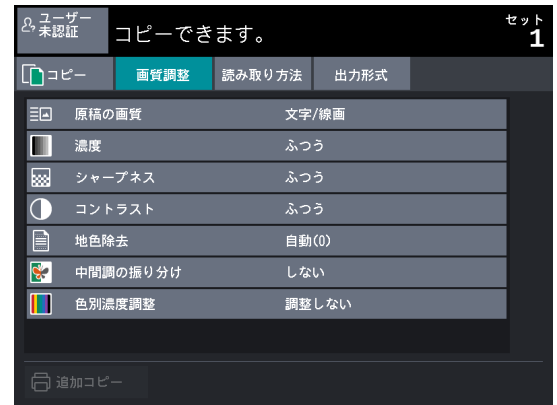 ユーザー
未認証
コピーできます。
セット
1
コピー 画質調整 読み取り方法 出力形式
原稿の画質 文字/線画
濃度 ふつう
シャープネス ふつう
コントラスト ふつう
地色除去 自動(0)
中間調の振り分け しない
色別濃度調整 調整しない
追加コピー